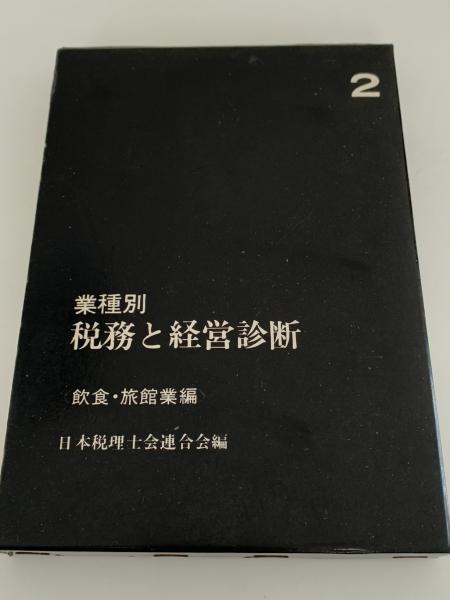 2
業種別
税務と経営診断
〈飲食・旅館業編〉
日本税理士会連合会編